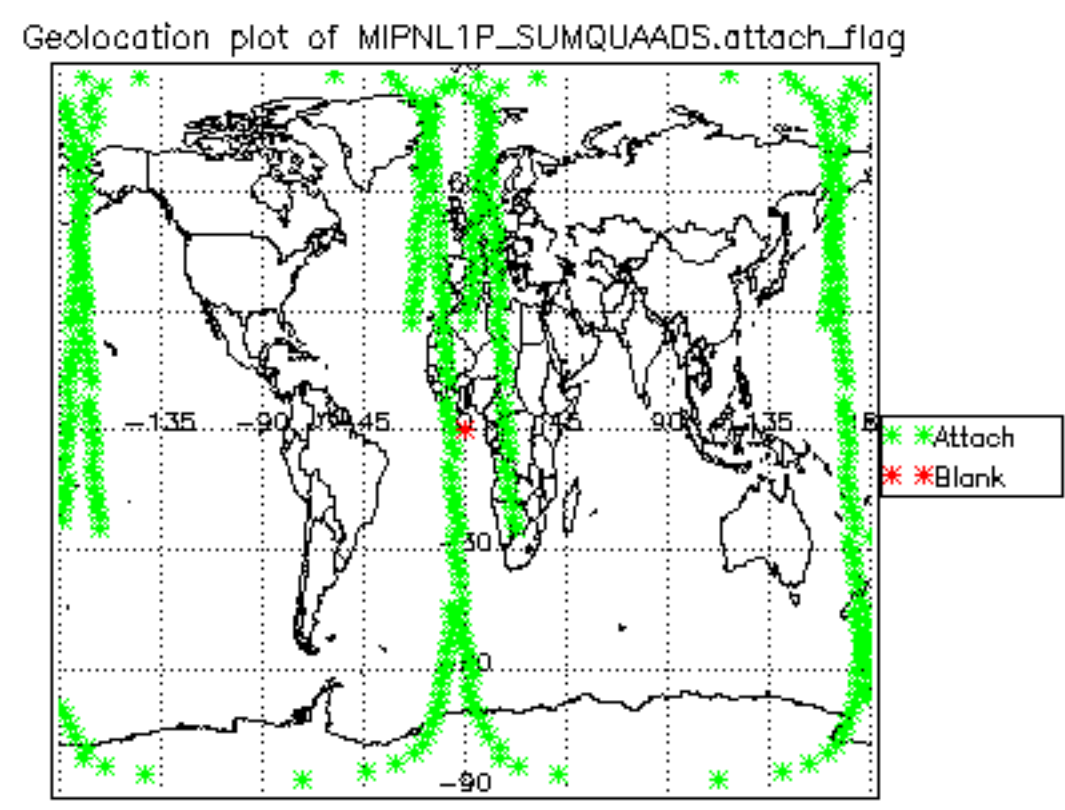 Geolocation plot of MIPNL1P_SUMQUAADS.attach_flag
-135 -90 -45 45 90 135
Attach
Blank
-30
-90